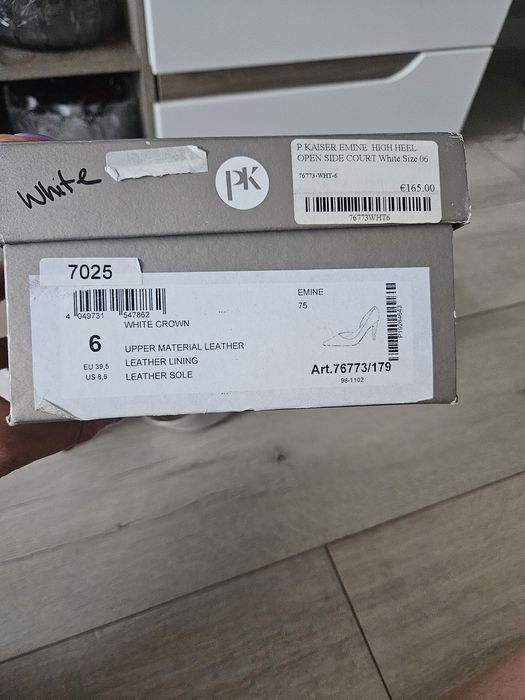 White
PK
P KAISER EMINE HIGH HEEL
OPEN SIDE COURT White Size 06
76773-WHT-6
€165.00
76773WHT6
7025
4 049731 547862
WHITE CROWN
EMINE
75
6
EU 39,5
US 8,5
UPPER MATERIAL LEATHER
LEATHER LINING
LEATHER SOLE
Art.76773/179
98-1102